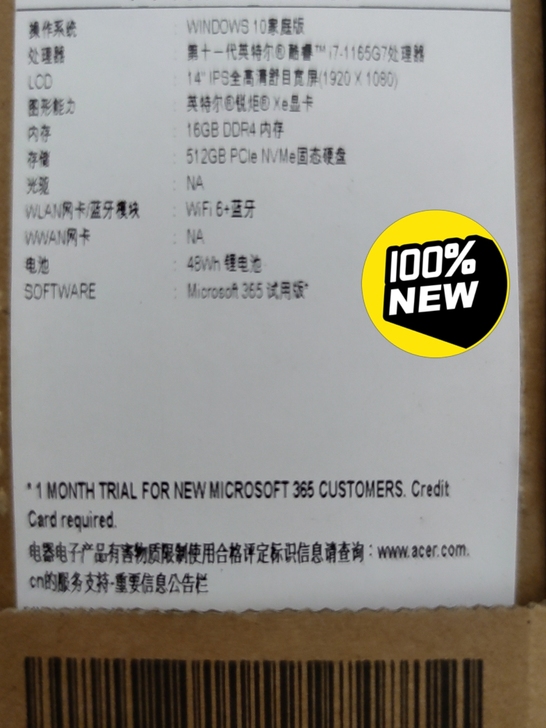 操作系统 : WINDOWS 10家庭版
处理器 : 第十一代英特尔®酷睿™ i7-1165G7处理器
LCD : 14" IPS全高清舒目宽屏(1920 X 1080)
图形能力 : 英特尔®锐炬® Xe显卡
内存 : 16GB DDR4 内存
存储 : 512GB PCIe NVMe固态硬盘
光驱 : NA
WLAN网卡/蓝牙模块 : WiFi 6+蓝牙
WWAN网卡 : NA
电池 : 48Wh 锂电池
SOFTWARE : Microsoft 365 试用版*
100%
NEW
* 1 MONTH TRIAL FOR NEW MICROSOFT 365 CUSTOMERS. Credit
Card required.
电器电子产品有害物质限制使用合格评定标识信息请查询：www.acer.com.
cn的服务支持-重要信息公告栏